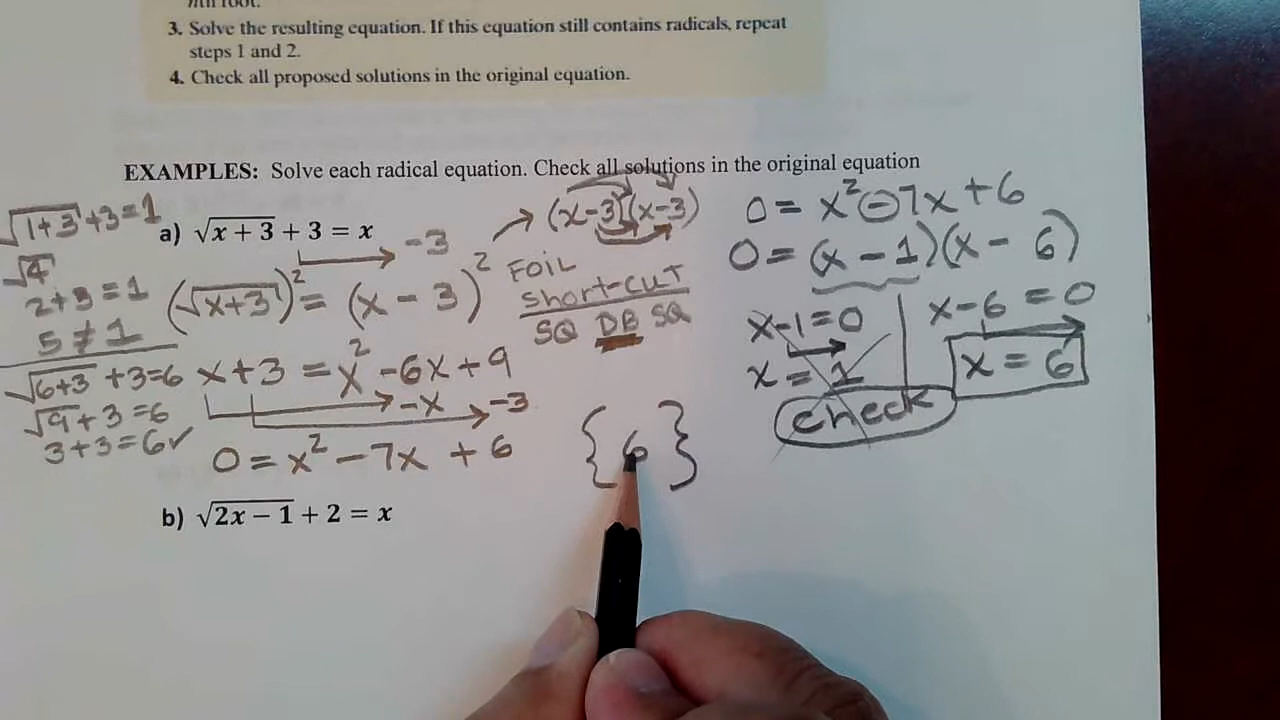 nth root.
3. Solve the resulting equation. If this equation still contains radicals, repeat
steps 1 and 2.
4. Check all proposed solutions in the original equation.
EXAMPLES: Solve each radical equation. Check all solutions in the original equation
a) √x + 3 + 3 = x
-3
(√x+3)² = (x - 3)²
x+3 = x² -6x+9
-x -3
0 = x² - 7x + 6
√1+3 +3=1
√4
2+3=1
5≠1
√6+3 +3=6
√9 +3=6
3+3=6✓
→ (x-3)(x-3)
FOIL
short-cut
SQ DB SQ
{6}
0 = x² - 7x + 6
0 = (x - 1)(x - 6)
x-1=0
x = 1
check
x-6 = 0
x = 6
b) √2x − 1 + 2 = x